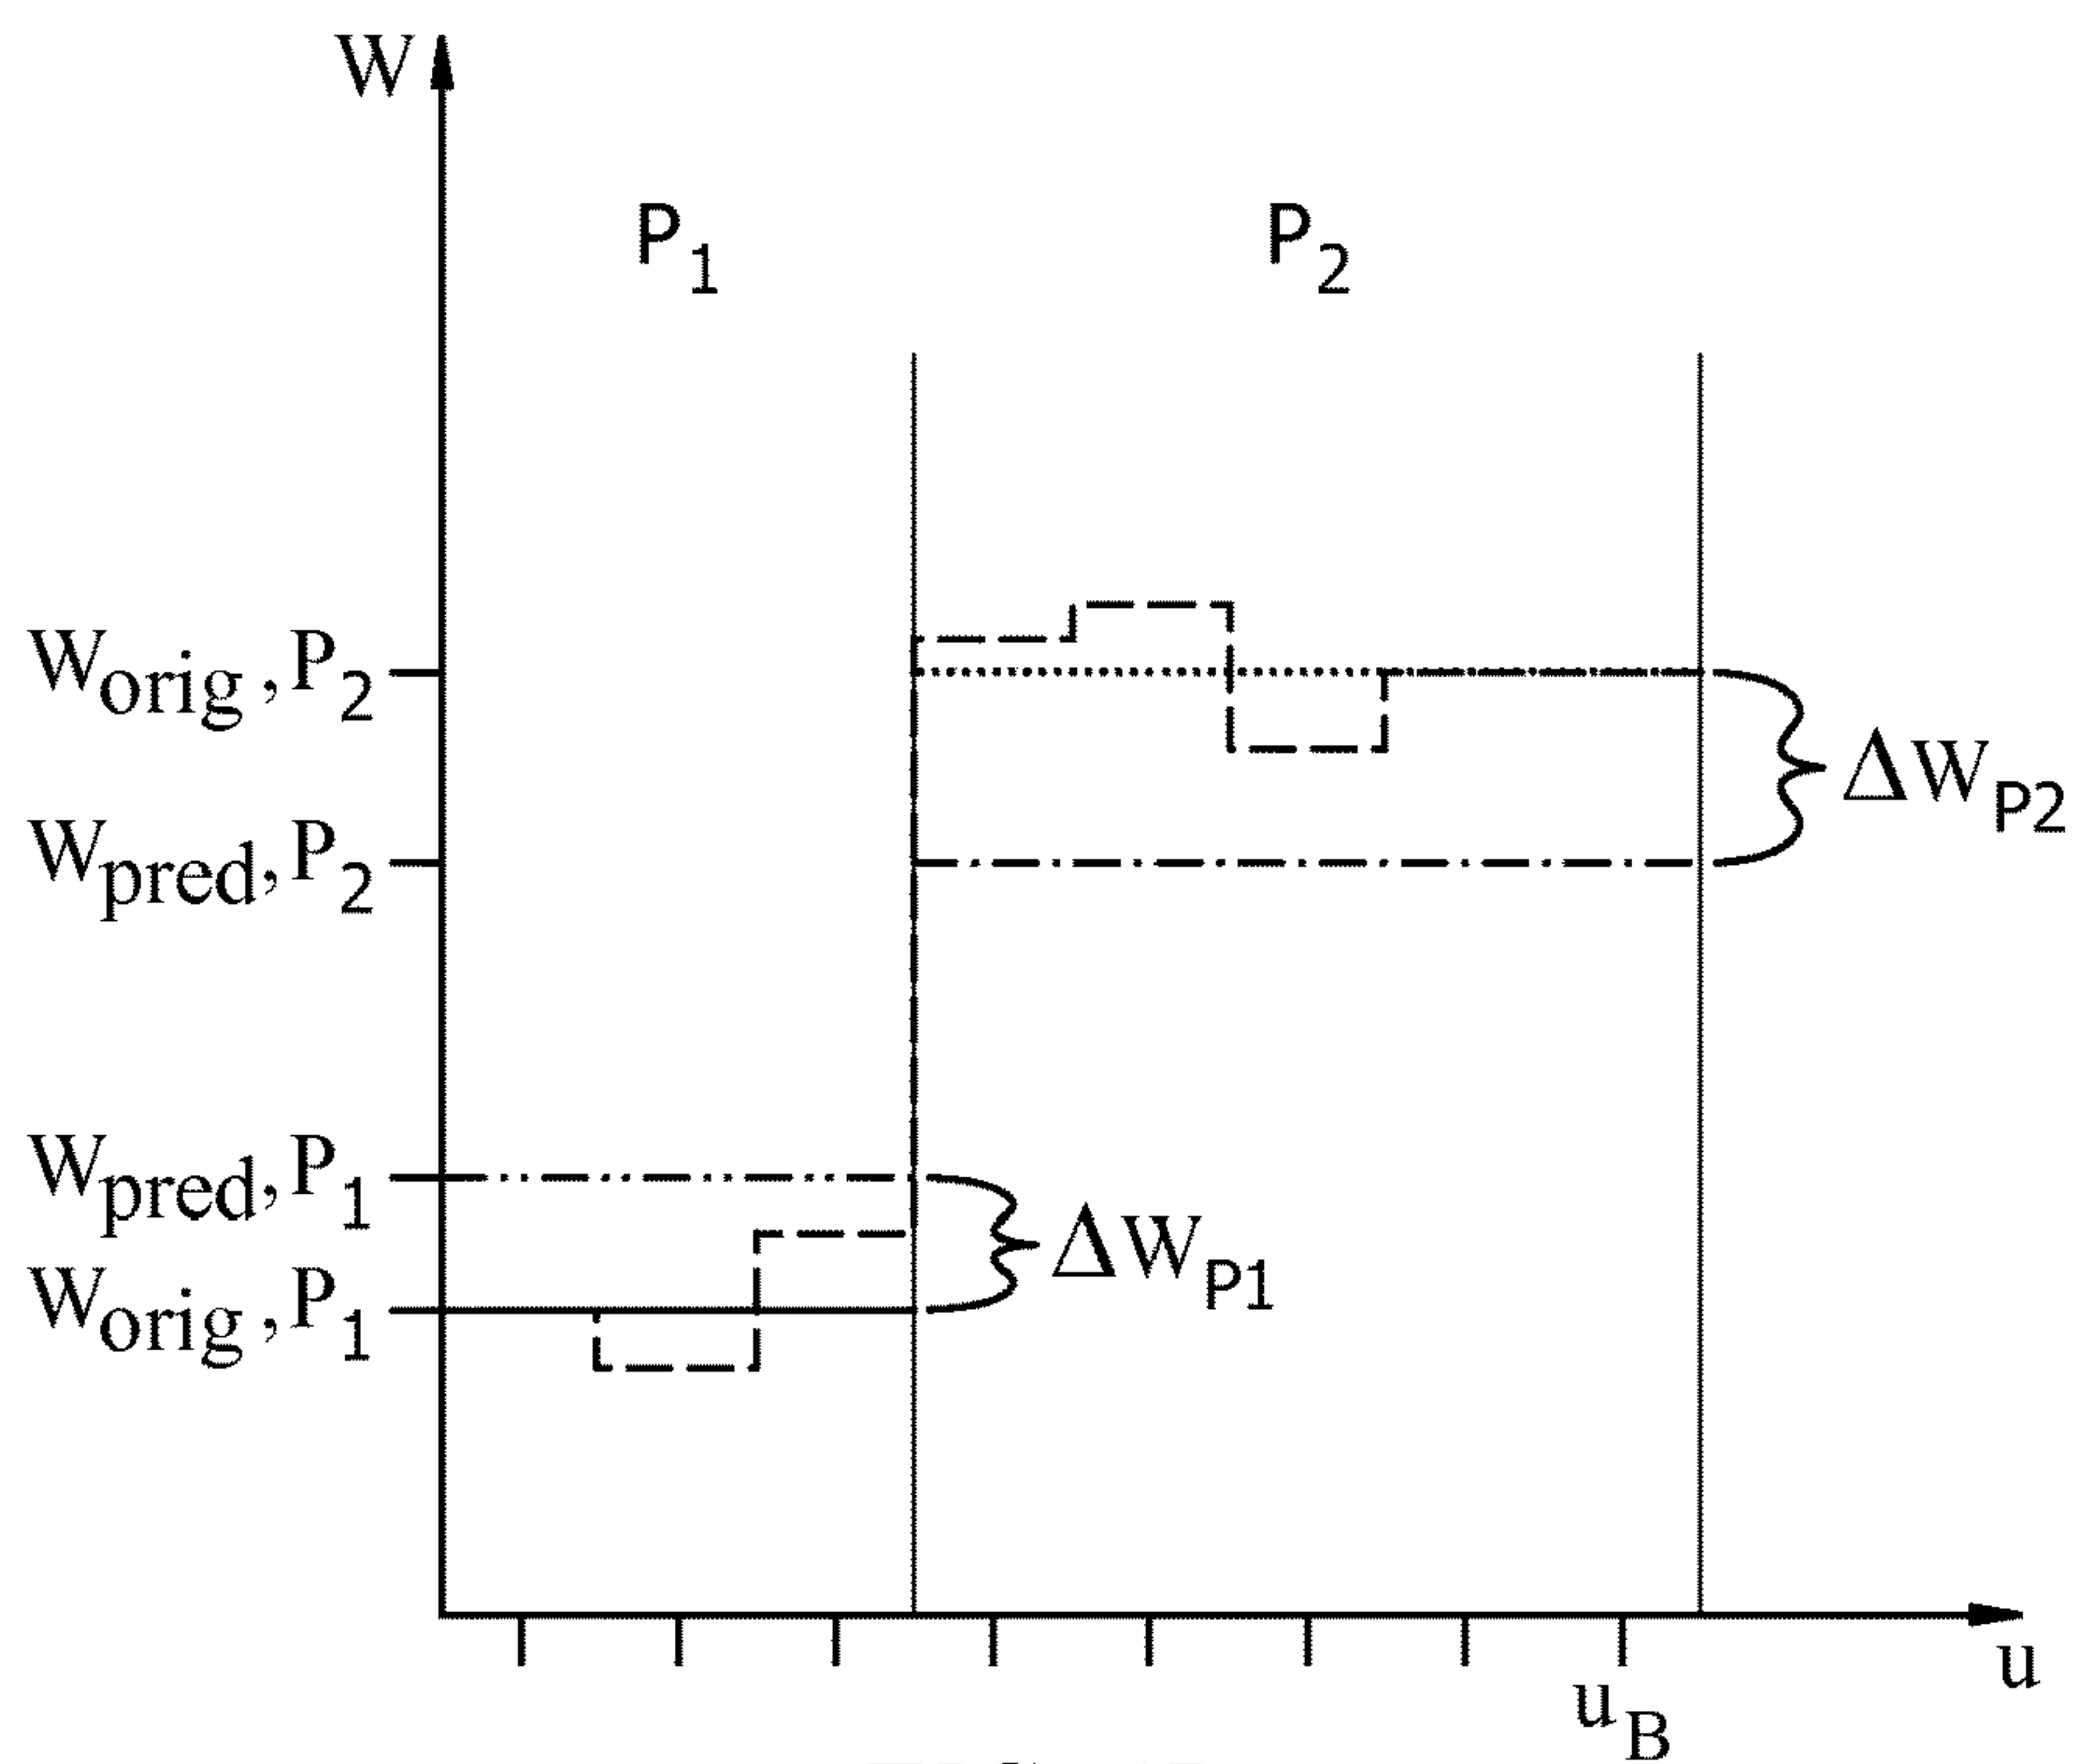 W
P1 P2
Worig, P2
Wpred, P2
ΔWP2
Wpred, P1
ΔWP1
Worig, P1
u
uB